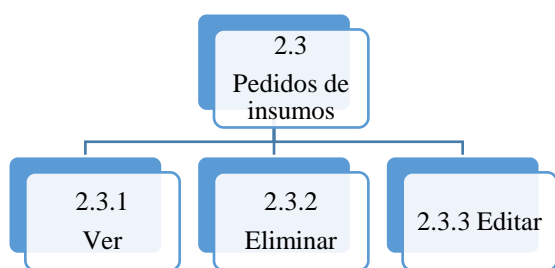 2.3
Pedidos de
insumos
2.3.1
Ver
2.3.2
Eliminar
2.3.3 Editar